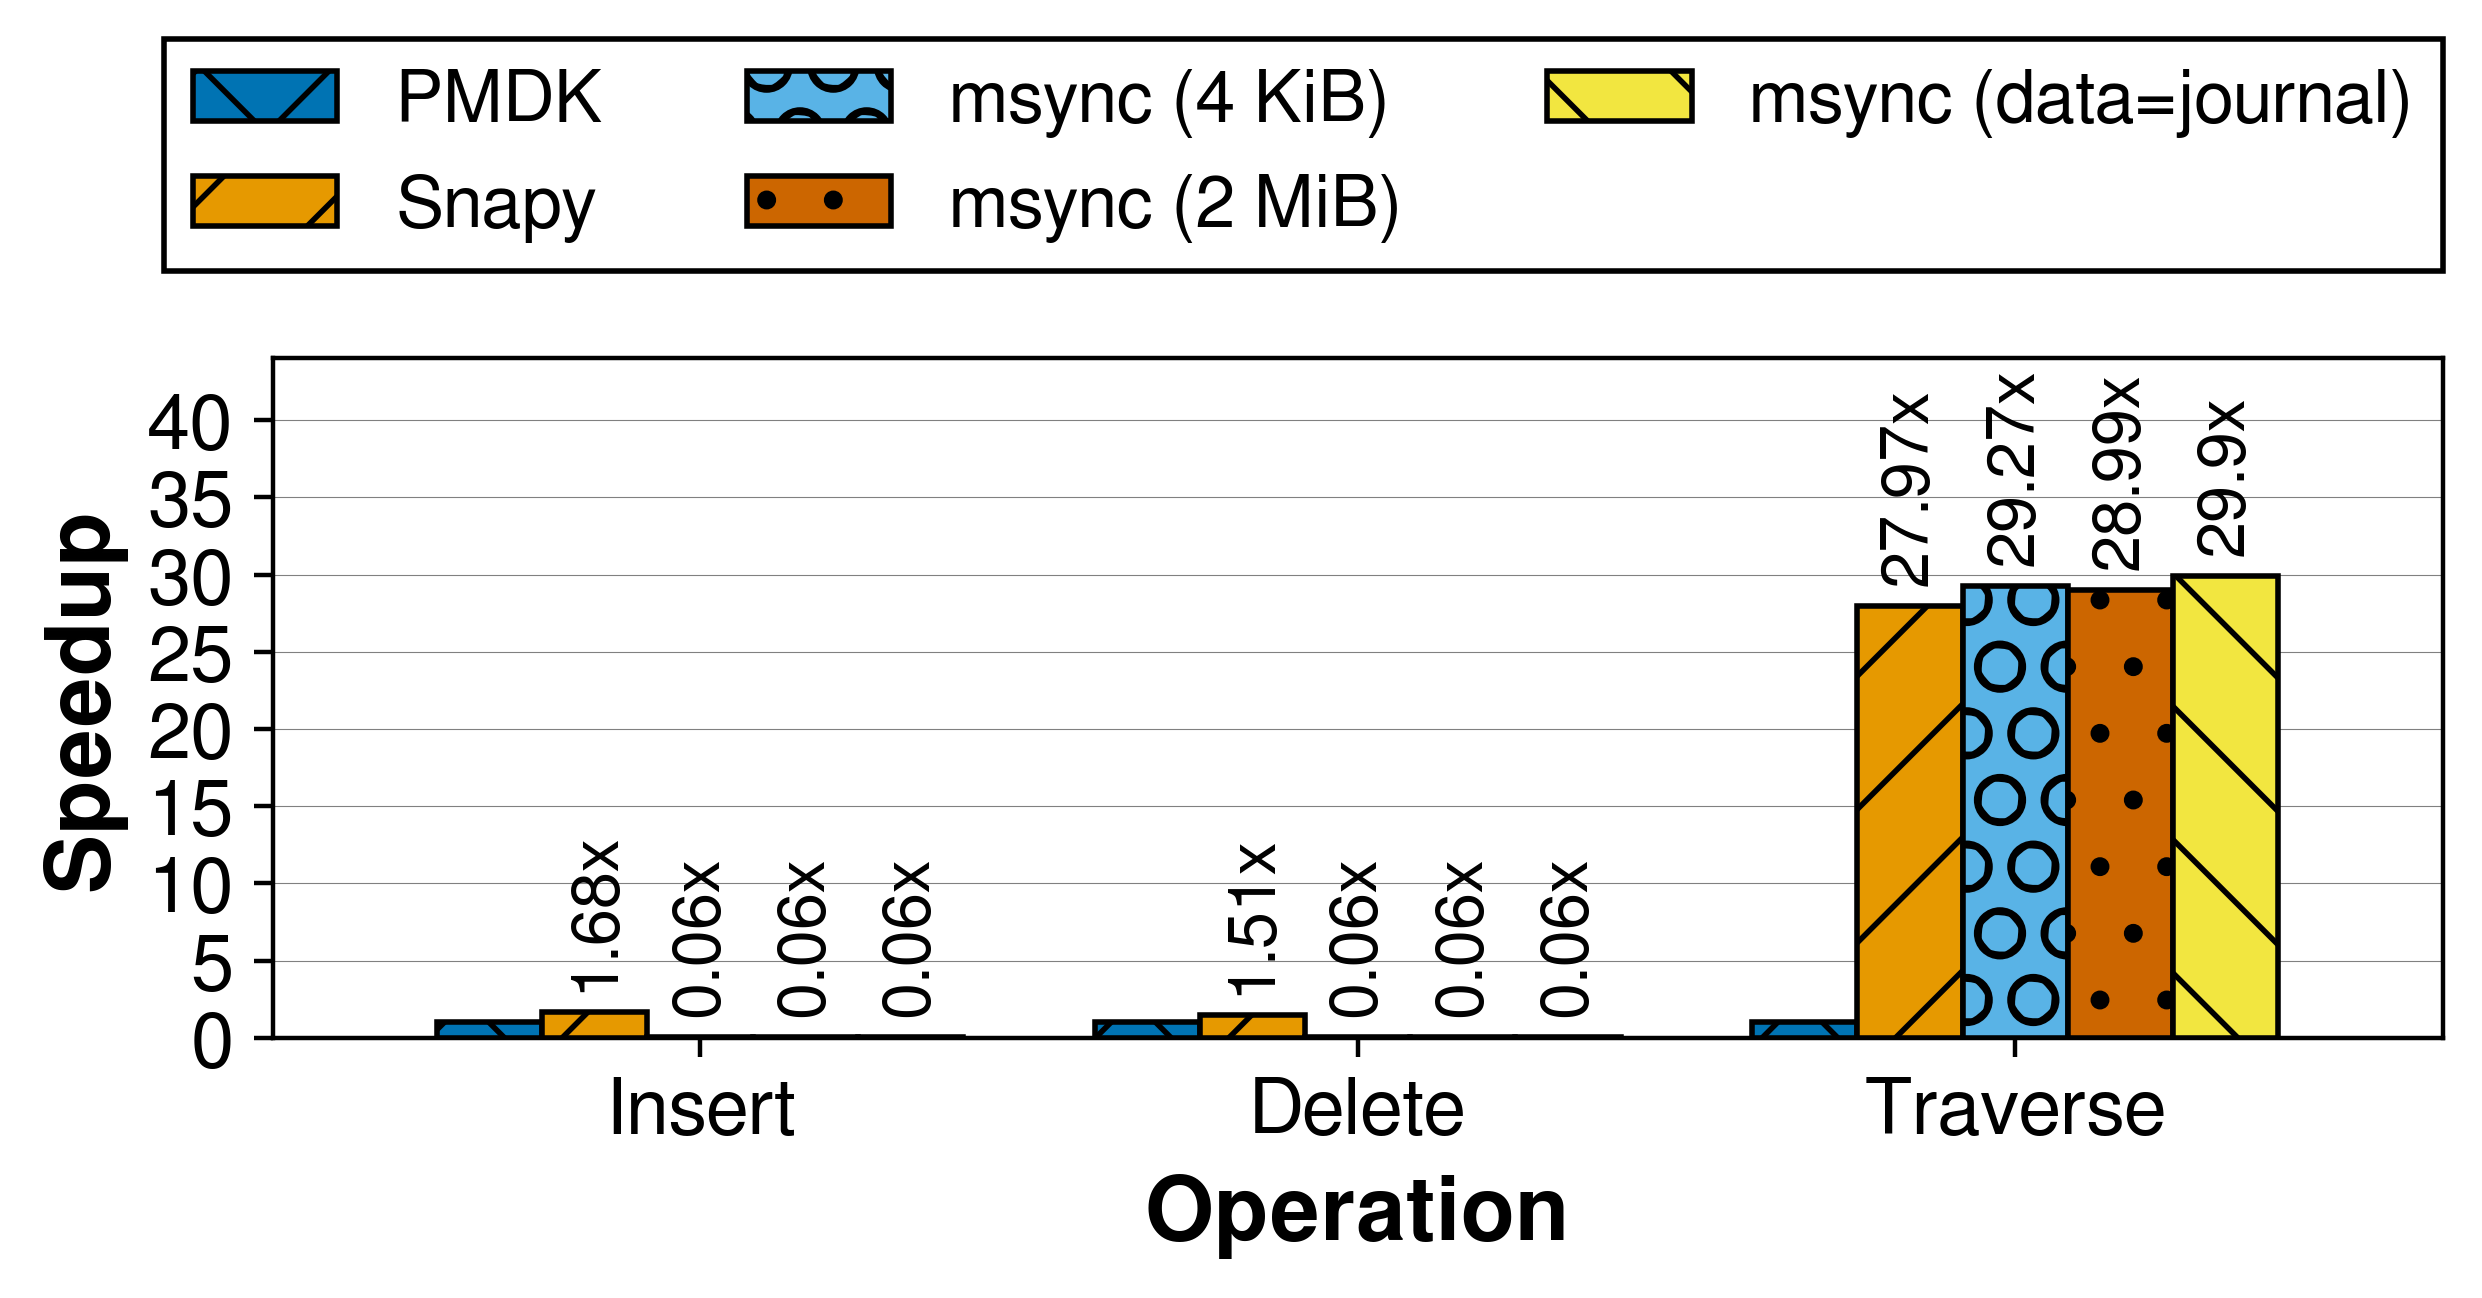 PMDK
Snapy
msync (4 KiB)
msync (2 MiB)
msync (data=journal)
Speedup
40
35
30
25
20
15
10
5
0
1.68x
0.06x
0.06x
0.06x
1.51x
0.06x
0.06x
0.06x
27.97x
29.27x
28.99x
29.9x
Insert
Delete
Traverse
Operation